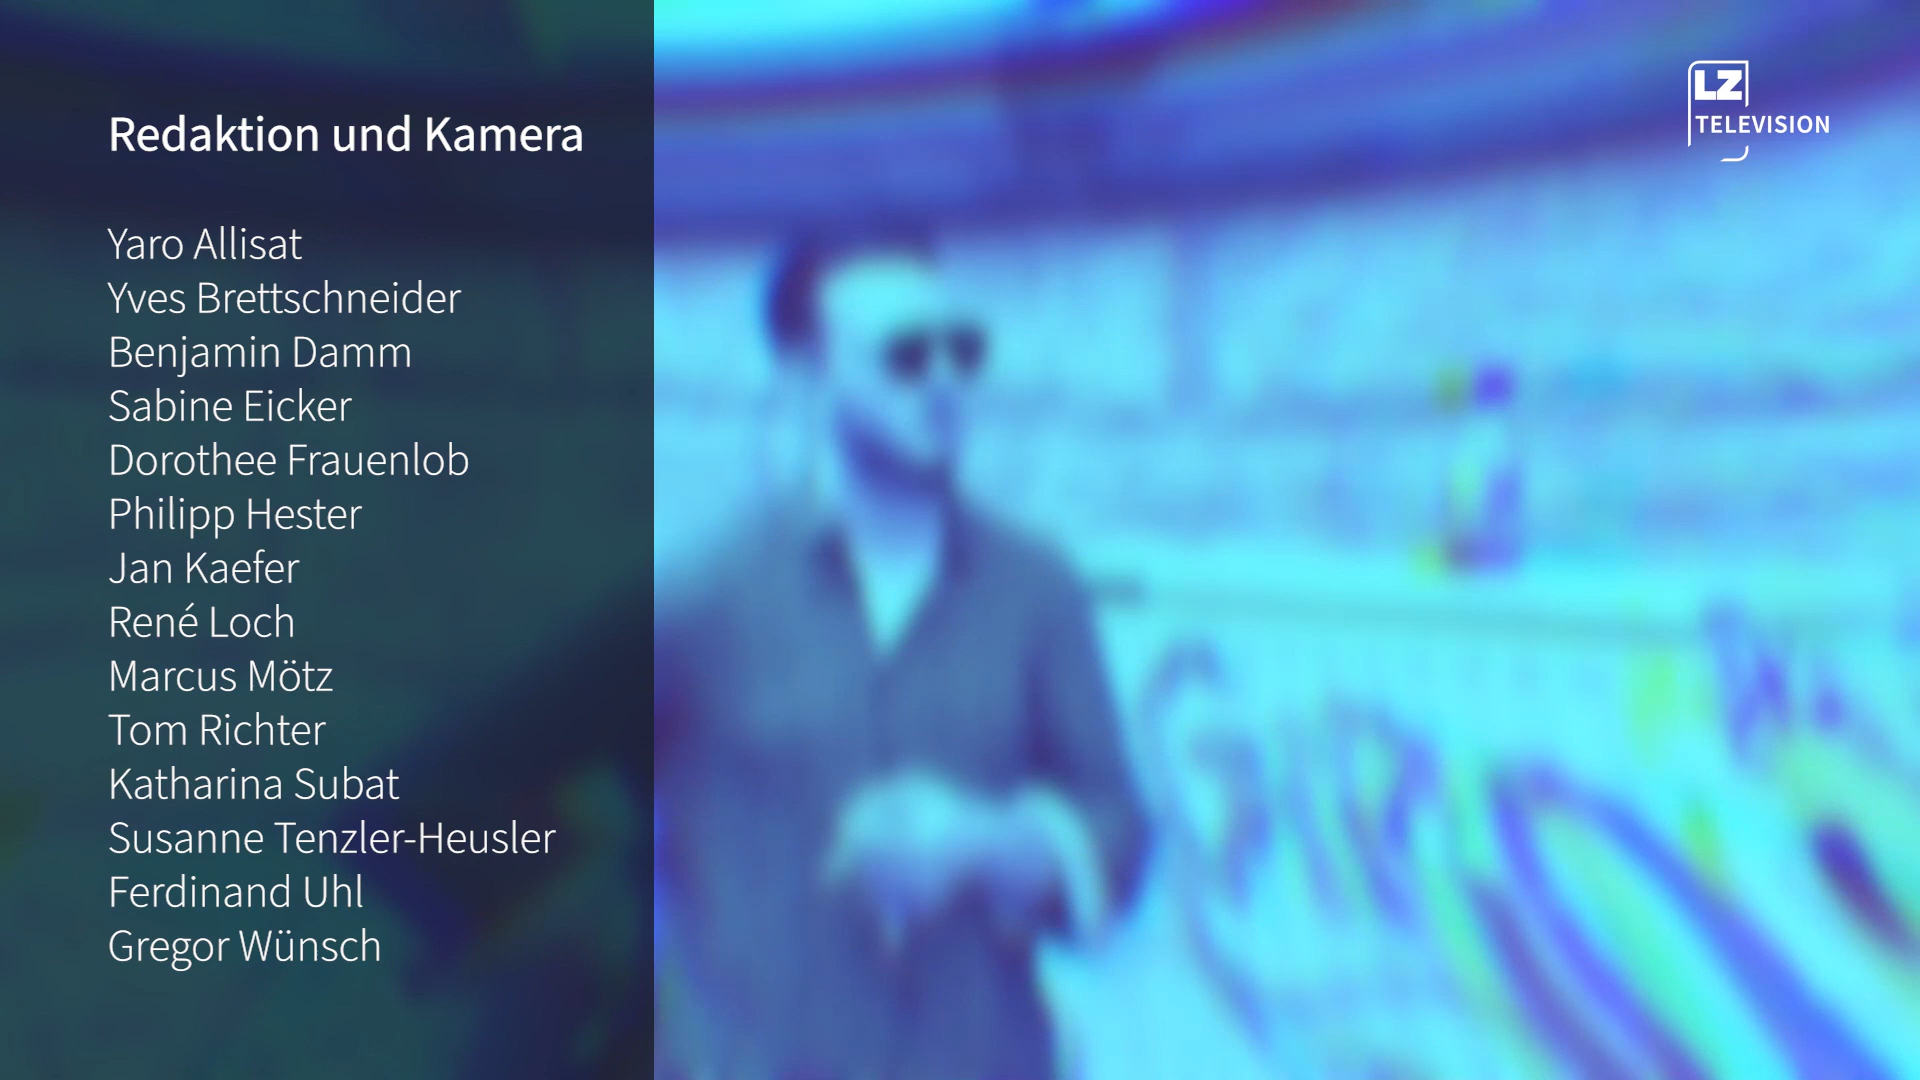 Redaktion und Kamera
Yaro Allisat
Yves Brettschneider
Benjamin Damm
Sabine Eicker
Dorothee Frauenlob
Philipp Hester
Jan Kaefer
René Loch
Marcus Mötz
Tom Richter
Katharina Subat
Susanne Tenzler-Heusler
Ferdinand Uhl
Gregor Wünsch
LZ
TELEVISION